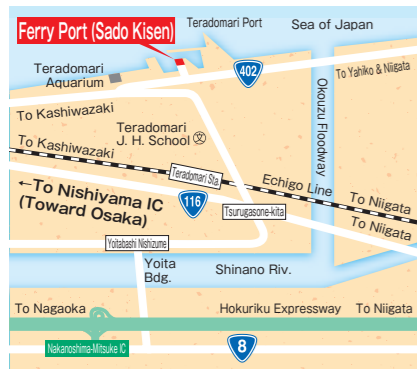 Teradomari Port
Sea of Japan
Ferry Port (Sado Kisen)
Teradomari
Aquarium
402
To Yahiko & Niigata
Okouzu Floodway
To Kashiwazaki
Teradomari
J. H. School 文
To Kashiwazaki
Teradomari Sta.
Echigo Line
To Niigata
←To Nishiyama IC
(Toward Osaka)
116
Tsurugasone-kita
To Niigata
Yoitabashi Nishizume
Yoita
Bdg.
Shinano Riv.
To Nagaoka
Hokuriku Expressway
To Niigata
Nakanoshima-Mitsuke IC
8